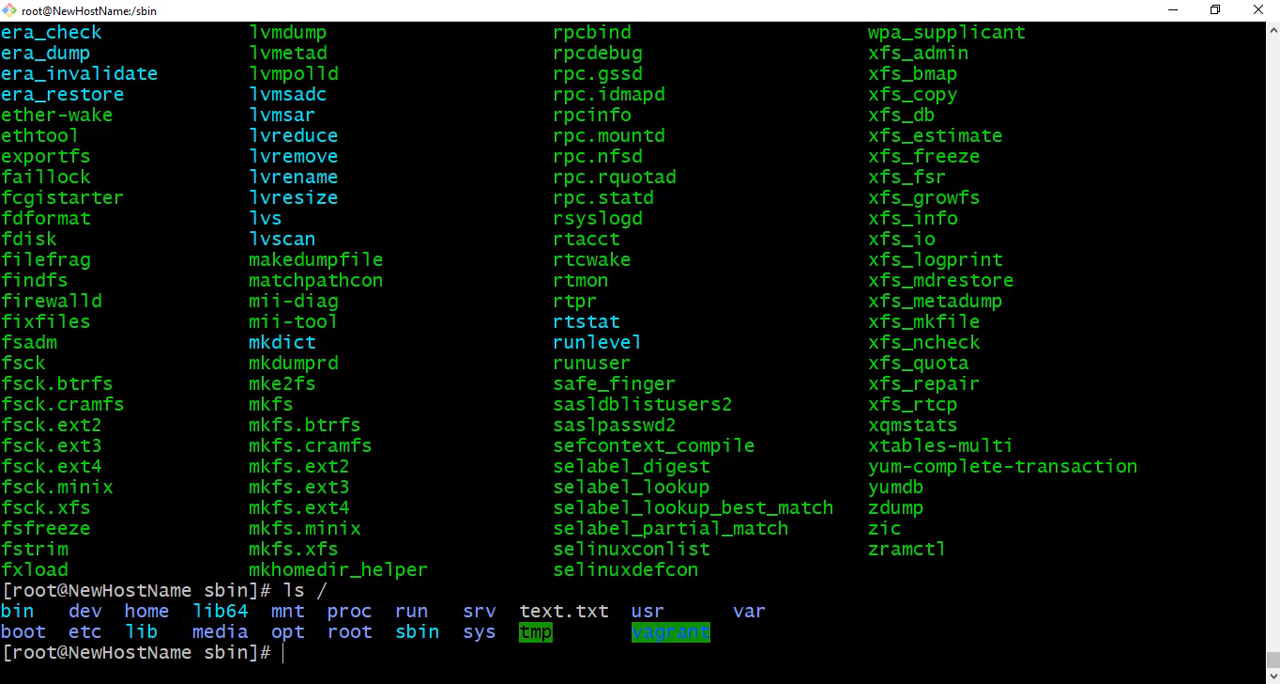 root@NewHostName:/sbin
era_check lvmdump rpcbind wpa_supplicant
era_dump lvmetad rpcdebug xfs_admin
era_invalidate lvmpolld rpc.gssd xfs_bmap
era_restore lvmsadc rpc.idmapd xfs_copy
ether-wake lvmsar rpcinfo xfs_db
ethtool lvreduce rpc.mountd xfs_estimate
exportfs lvremove rpc.nfsd xfs_freeze
faillock lvrename rpc.rquotad xfs_fsr
fcgistarter lvresize rpc.statd xfs_growfs
fdformat lvs rsyslogd xfs_info
fdisk lvscan rtacct xfs_io
filefrag makedumpfile rtcwake xfs_logprint
findfs matchpathcon rtmon xfs_mdrestore
firewalld mii-diag rtpr xfs_metadump
fixfiles mii-tool rtstat xfs_mkfile
fsadm mkdict runlevel xfs_ncheck
fsck mkdumprd runuser xfs_quota
fsck.btrfs mke2fs safe_finger xfs_repair
fsck.cramfs mkfs sasldblistusers2 xfs_rtcp
fsck.ext2 mkfs.btrfs saslpasswd2 xqmstats
fsck.ext3 mkfs.cramfs sefcontext_compile xtables-multi
fsck.ext4 mkfs.ext2 selabel_digest yum-complete-transaction
fsck.minix mkfs.ext3 selabel_lookup yumdb
fsck.xfs mkfs.ext4 selabel_lookup_best_match zdump
fsfreeze mkfs.minix selabel_partial_match zic
fstrim mkfs.xfs selinuxconlist zramctl
fxload mkhomedir_helper selinuxdefcon
[root@NewHostName sbin]# ls /
bin dev home lib64 mnt proc run srv text.txt usr var
boot etc lib media opt root sbin sys tmp vagrant
[root@NewHostName sbin]#